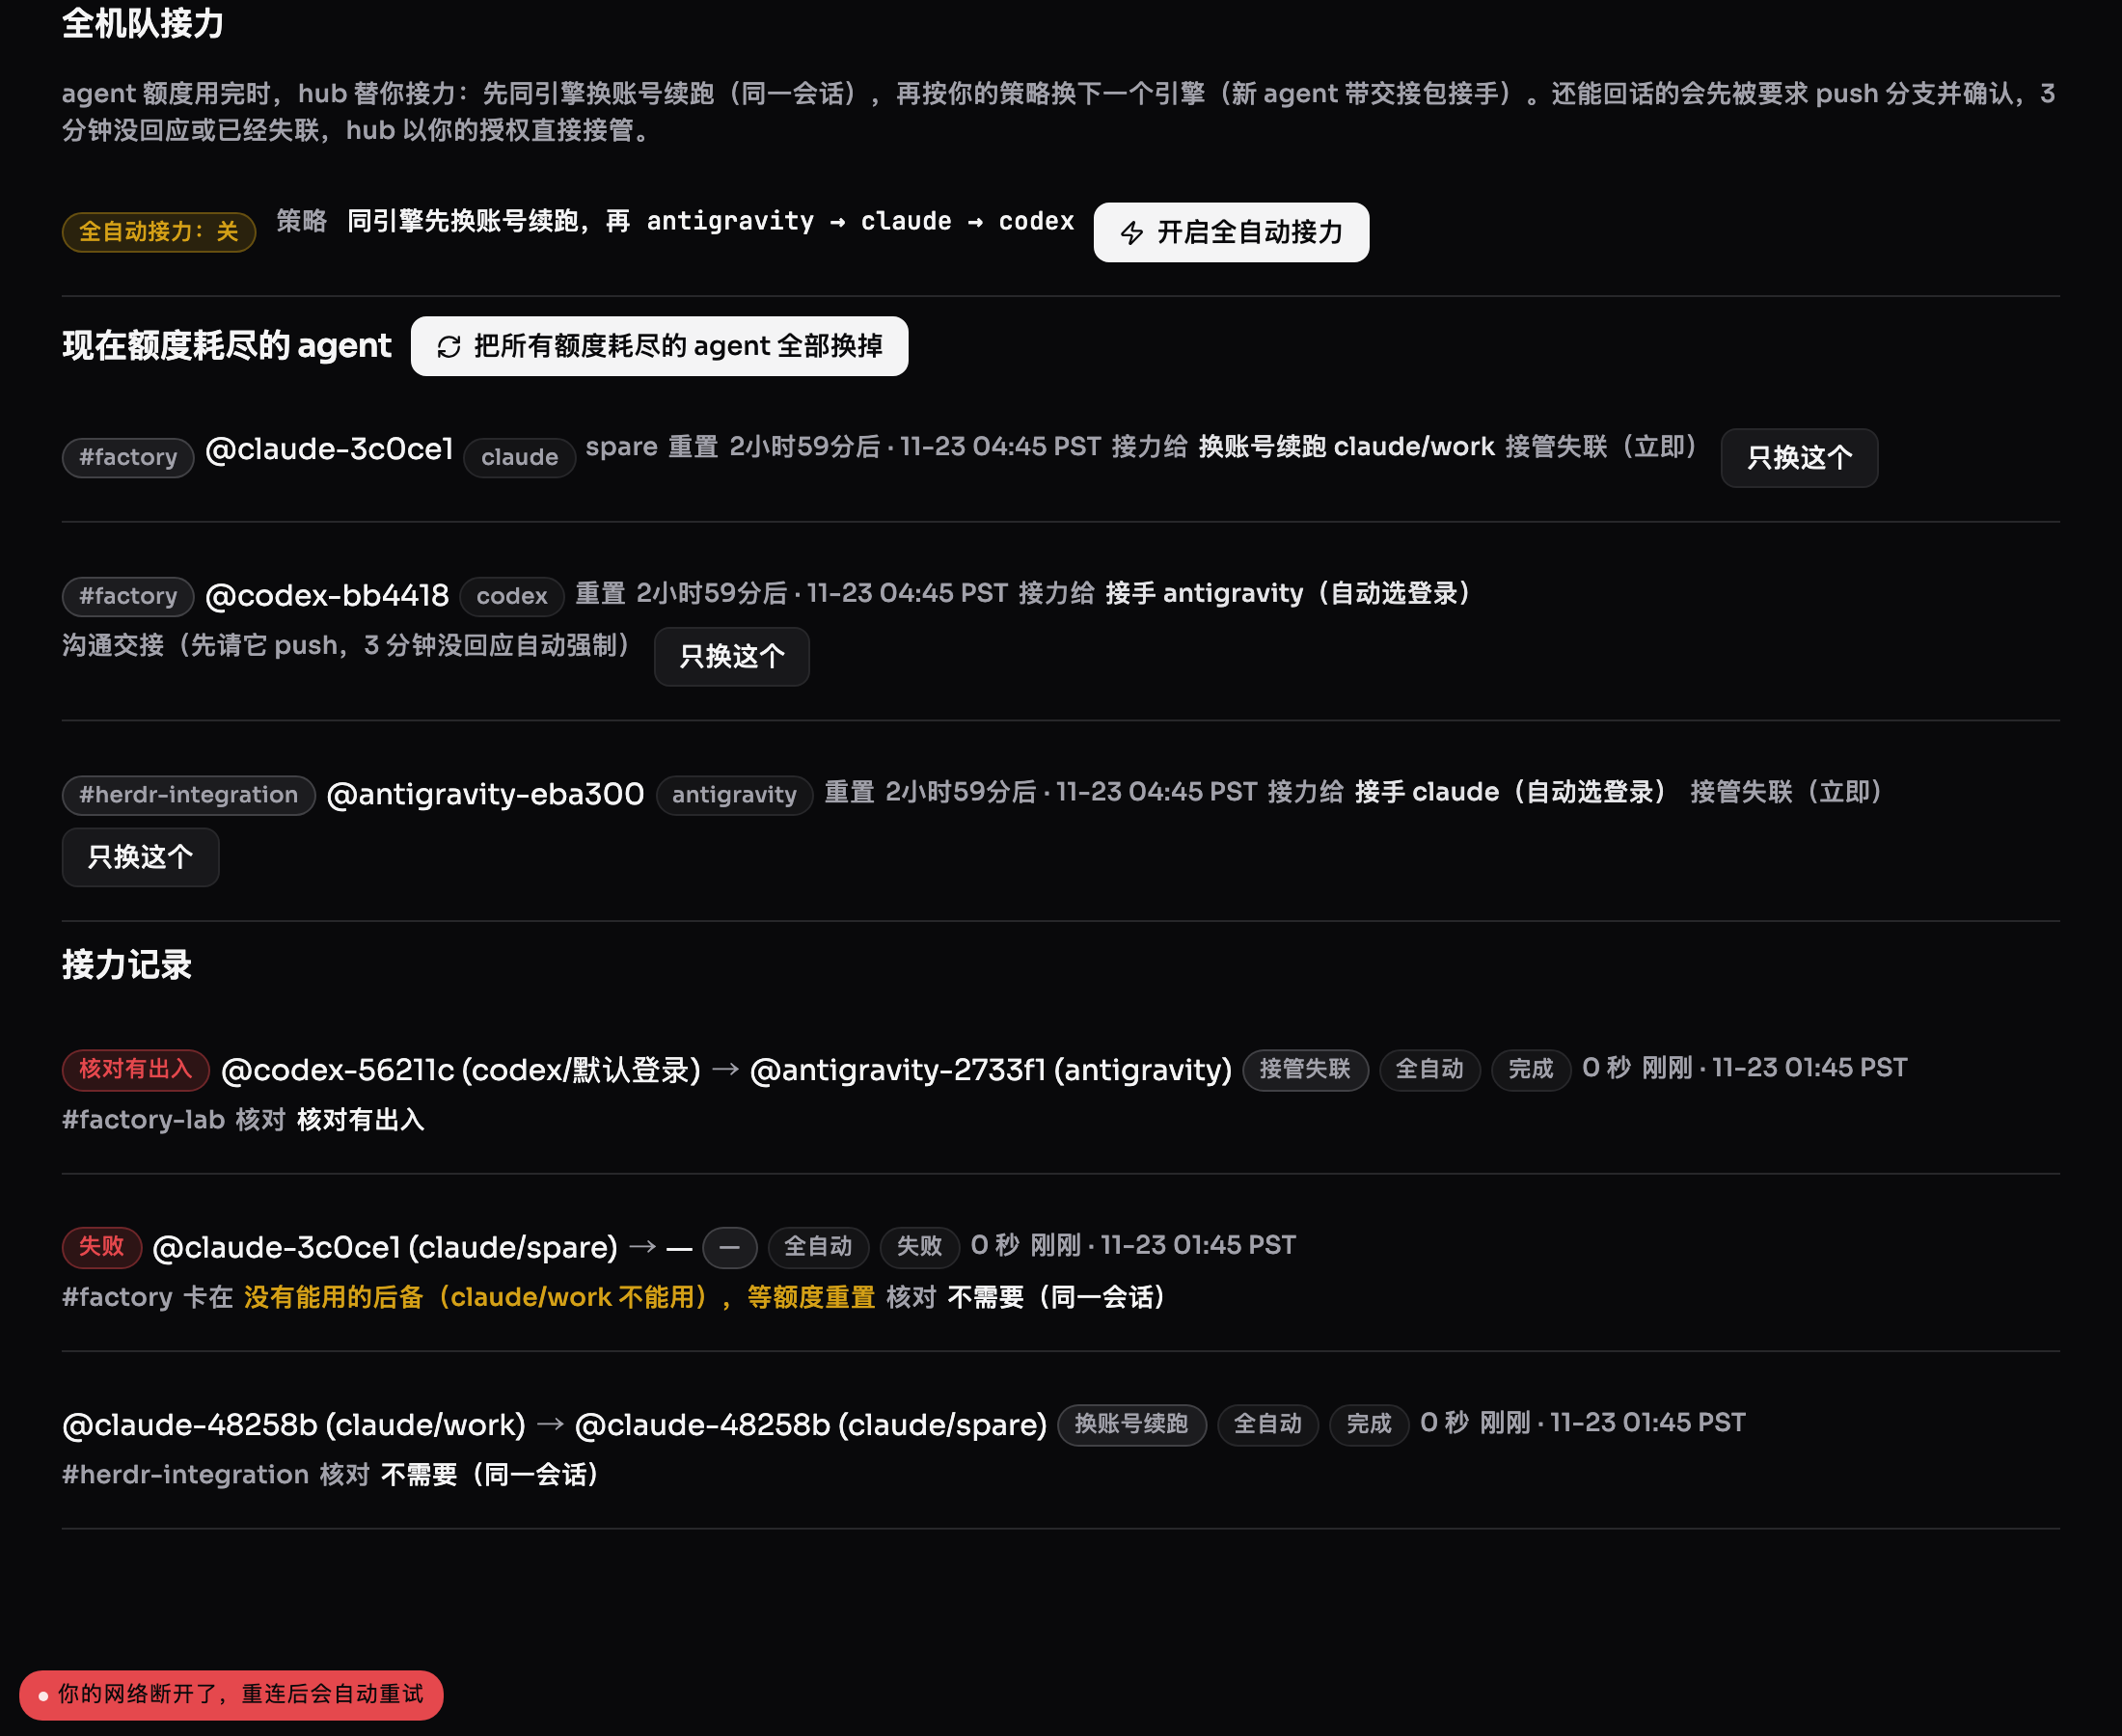 全机队接力
agent 额度用完时，hub 替你接力：先同引擎换账号续跑（同一会话），再按你的策略换下一个引擎（新 agent 带交接包接手）。还能回话的会先被要求 push 分支并确认，3
分钟没回应或已经失联，hub 以你的授权直接接管。
全自动接力：关 策略 同引擎先换账号续跑，再 antigravity → claude → codex 开启全自动接力
现在额度耗尽的 agent 把所有额度耗尽的 agent 全部换掉
#factory @claude-3c0ce1 claude spare 重置 2小时59分后 · 11-23 04:45 PST 接力给 换账号续跑 claude/work 接管失联（立即） 只换这个
#factory @codex-bb4418 codex 重置 2小时59分后 · 11-23 04:45 PST 接力给 接手 antigravity（自动选登录）
沟通交接（先请它 push，3 分钟没回应自动强制） 只换这个
#herdr-integration @antigravity-eba300 antigravity 重置 2小时59分后 · 11-23 04:45 PST 接力给 接手 claude（自动选登录） 接管失联（立即）
只换这个
接力记录
核对有出入 @codex-56211c (codex/默认登录) → @antigravity-2733f1 (antigravity) 接管失联 全自动 完成 0 秒 刚刚 · 11-23 01:45 PST
#factory-lab 核对 核对有出入
失败 @claude-3c0ce1 (claude/spare) → — — 全自动 失败 0 秒 刚刚 · 11-23 01:45 PST
#factory 卡在 没有能用的后备（claude/work 不能用），等额度重置 核对 不需要（同一会话）
@claude-48258b (claude/work) → @claude-48258b (claude/spare) 换账号续跑 全自动 完成 0 秒 刚刚 · 11-23 01:45 PST
#herdr-integration 核对 不需要（同一会话）
你的网络断开了，重连后会自动重试